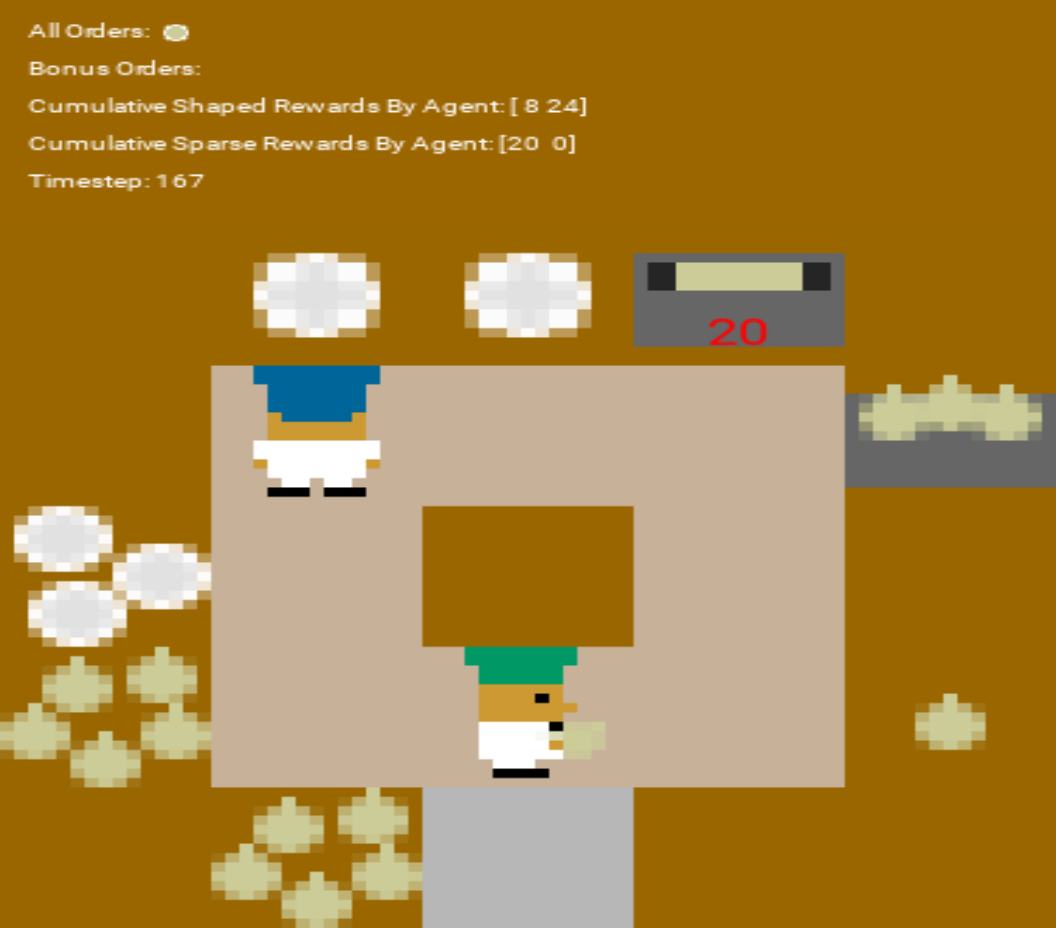 All Orders:
Bonus Orders:
Cumulative Shaped Rewards By Agent: [ 8 24]
Cumulative Sparse Rewards By Agent: [20  0]
Timestep: 167
20